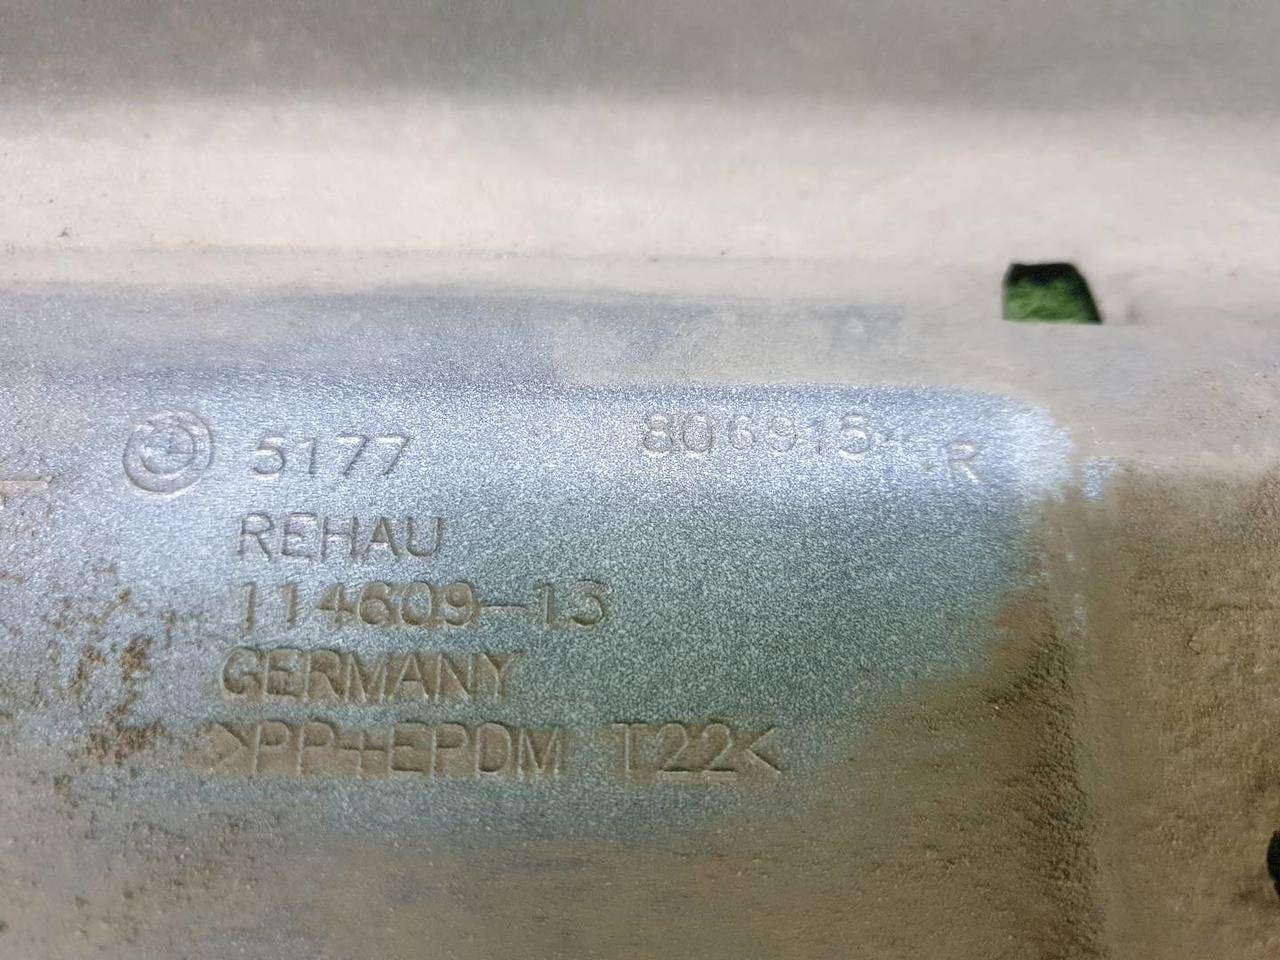 5177 806915 R
REHAU
114609-13
GERMANY
>PP+EPDM T22<